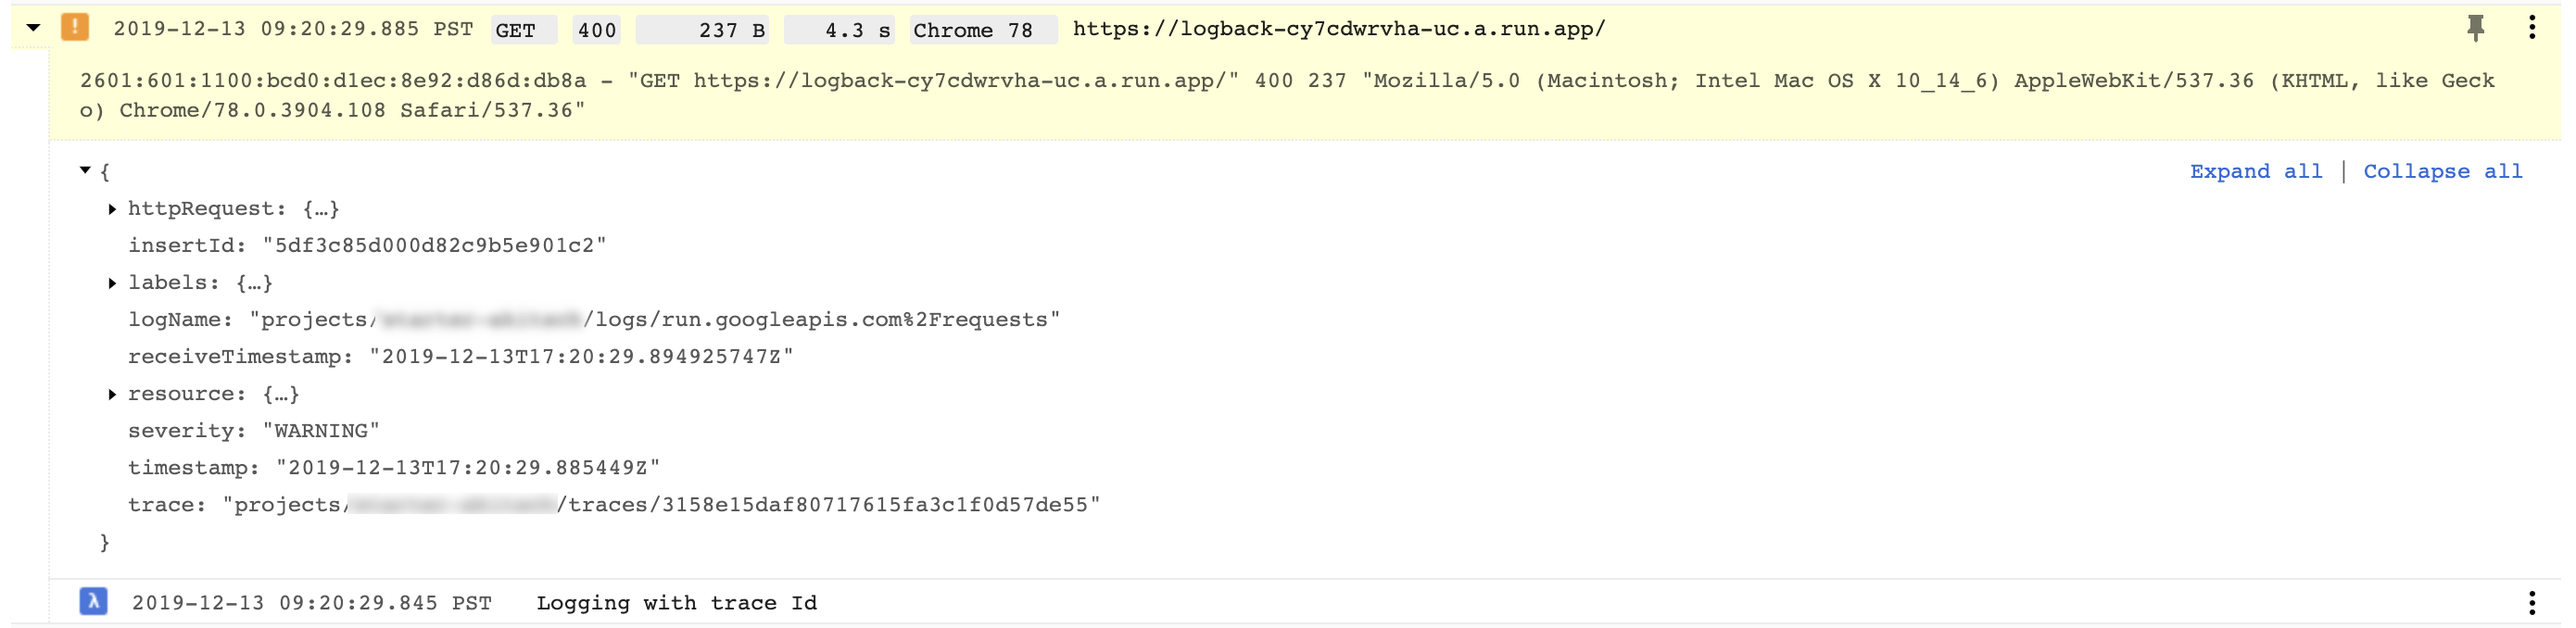 ! 2019-12-13 09:20:29.885 PST GET 400 237 B 4.3 s Chrome 78 https://logback-cy7cdwrvha-uc.a.run.app/
2601:601:1100:bcd0:d1ec:8e92:d86d:db8a - "GET https://logback-cy7cdwrvha-uc.a.run.app/" 400 237 "Mozilla/5.0 (Macintosh; Intel Mac OS X 10_14_6) AppleWebKit/537.36 (KHTML, like Geck
o) Chrome/78.0.3904.108 Safari/537.36"
{ Expand all | Collapse all
httpRequest: {…}
insertId: "5df3c85d000d82c9b5e901c2"
labels: {…}
logName: "projects/ /logs/run.googleapis.com%2Frequests"
receiveTimestamp: "2019-12-13T17:20:29.894925747Z"
resource: {…}
severity: "WARNING"
timestamp: "2019-12-13T17:20:29.885449Z"
trace: "projects/ /traces/3158e15daf80717615fa3c1f0d57de55"
}
λ 2019-12-13 09:20:29.845 PST Logging with trace Id